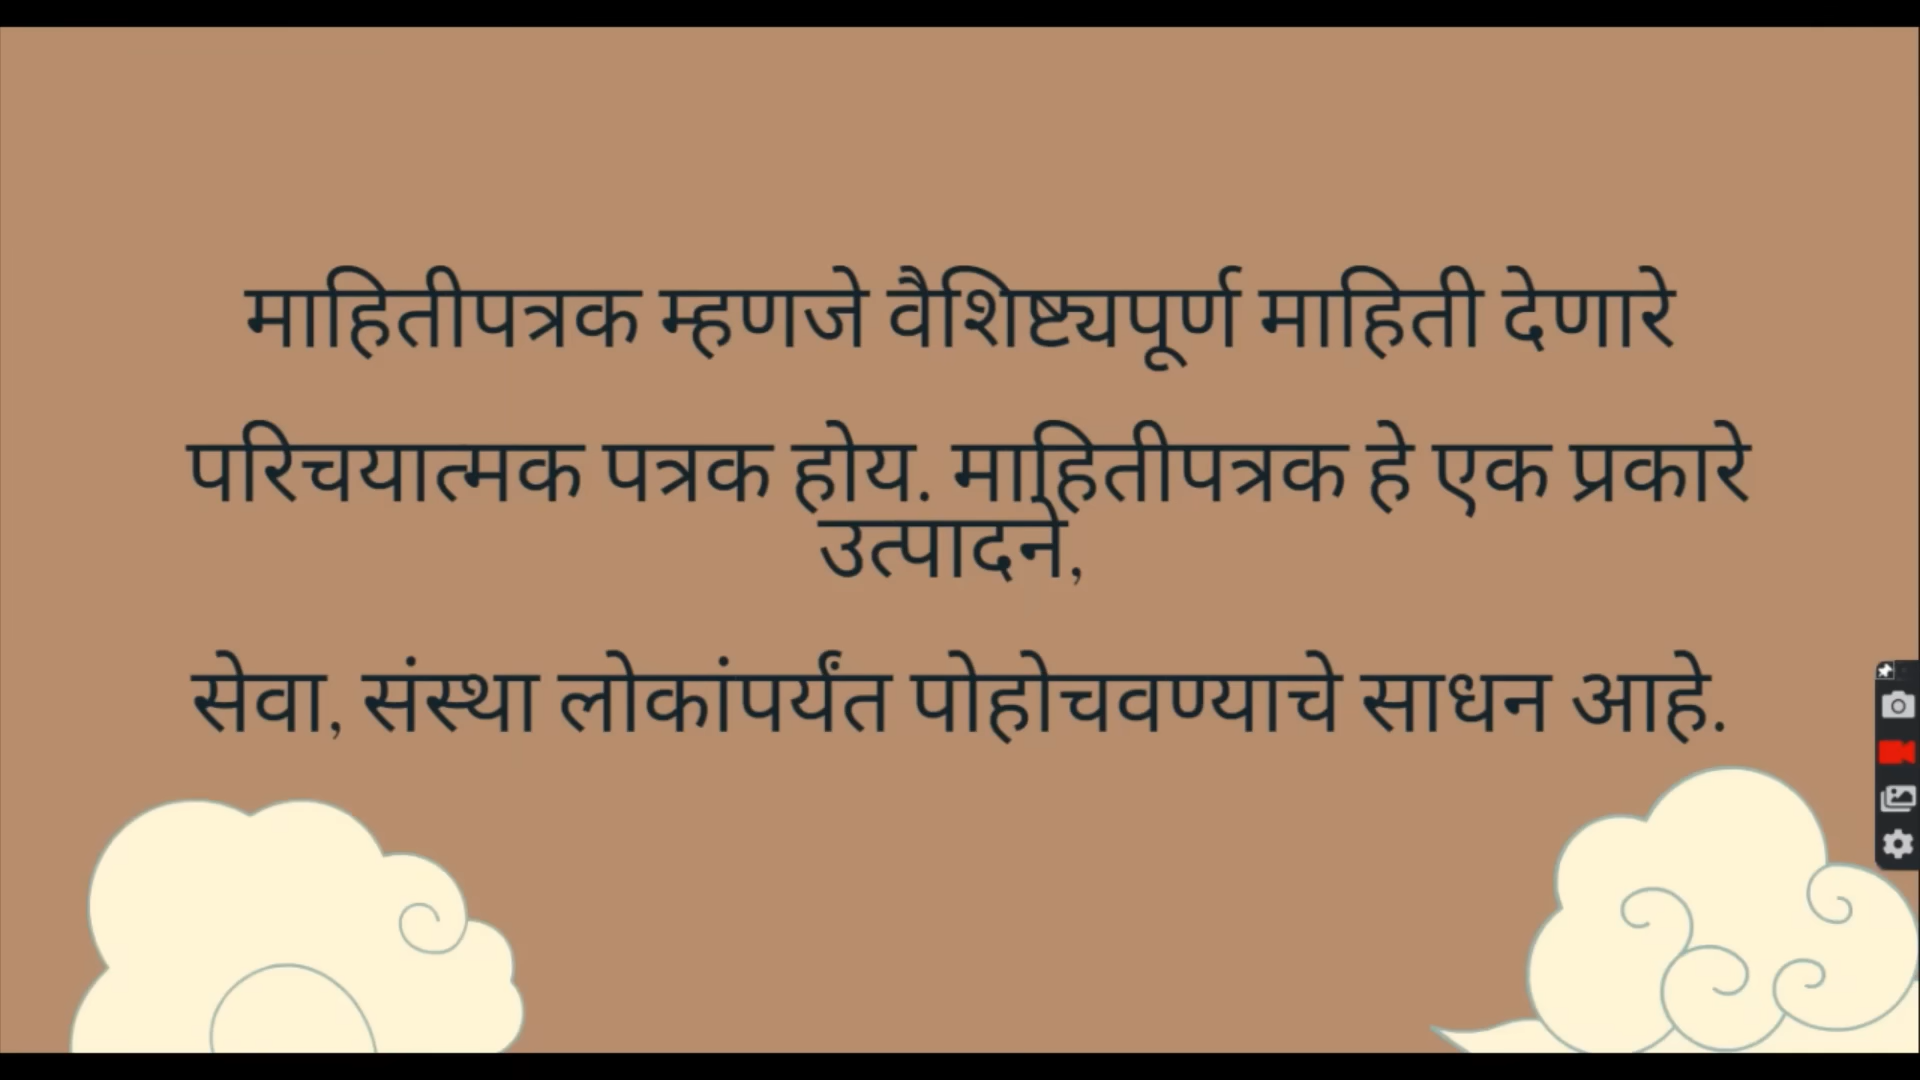 माहितीपत्रक म्हणजे वैशिष्ट्यपूर्ण माहिती देणारे
परिचयात्मक पत्रक होय. माहितीपत्रक हे एक प्रकारे
उत्पादने,
सेवा, संस्था लोकांपर्यंत पोहोचवण्याचे साधन आहे.